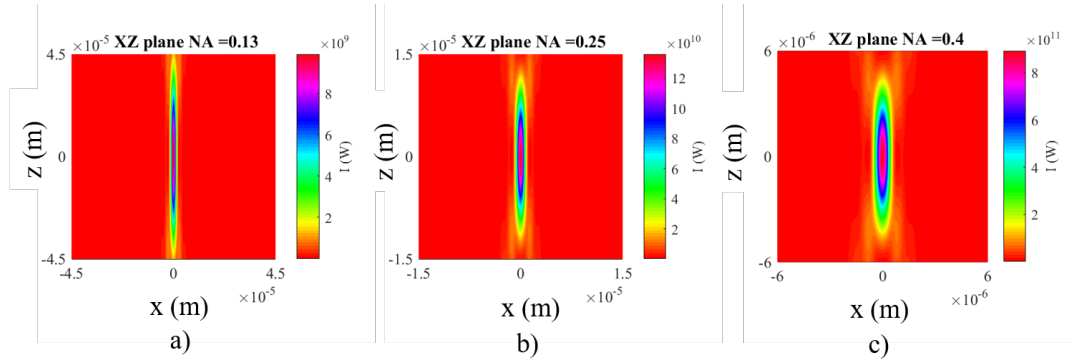 ×10⁻⁵ XZ plane NA =0.13 ×10⁹
4.5
0
-4.5
z (m)
-4.5 0 4.5
×10⁻⁵
x (m)
8
6
4
2
I (W)
a)
×10⁻⁵ XZ plane NA =0.25 ×10¹⁰
1.5
0
-1.5
z (m)
-1.5 0 1.5
×10⁻⁵
x (m)
12
10
8
6
4
2
I (W)
b)
×10⁻⁶ XZ plane NA =0.4 ×10¹¹
6
0
-6
z (m)
-6 0 6
×10⁻⁶
x (m)
8
6
4
2
I (W)
c)